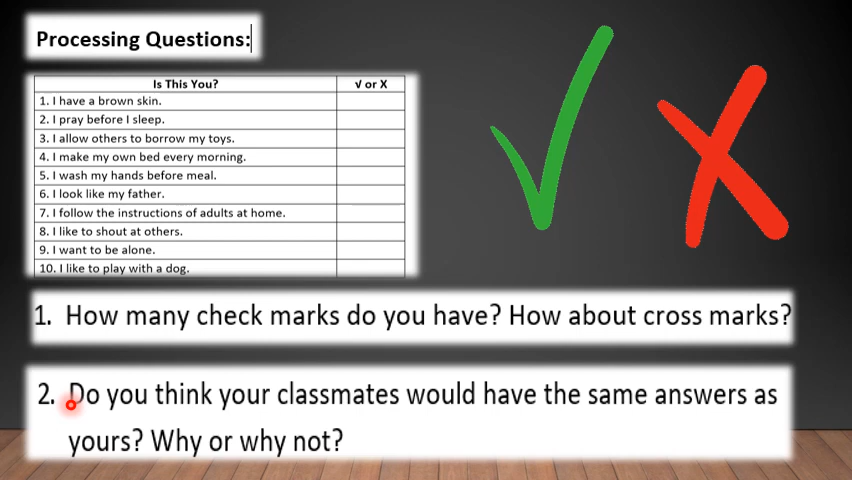 Processing Questions:
Is This You? √ or X
1. I have a brown skin.
2. I pray before I sleep.
3. I allow others to borrow my toys.
4. I make my own bed every morning.
5. I wash my hands before meal.
6. I look like my father.
7. I follow the instructions of adults at home.
8. I like to shout at others.
9. I want to be alone.
10. I like to play with a dog.
1. How many check marks do you have? How about cross marks?
2. Do you think your classmates would have the same answers as
yours? Why or why not?